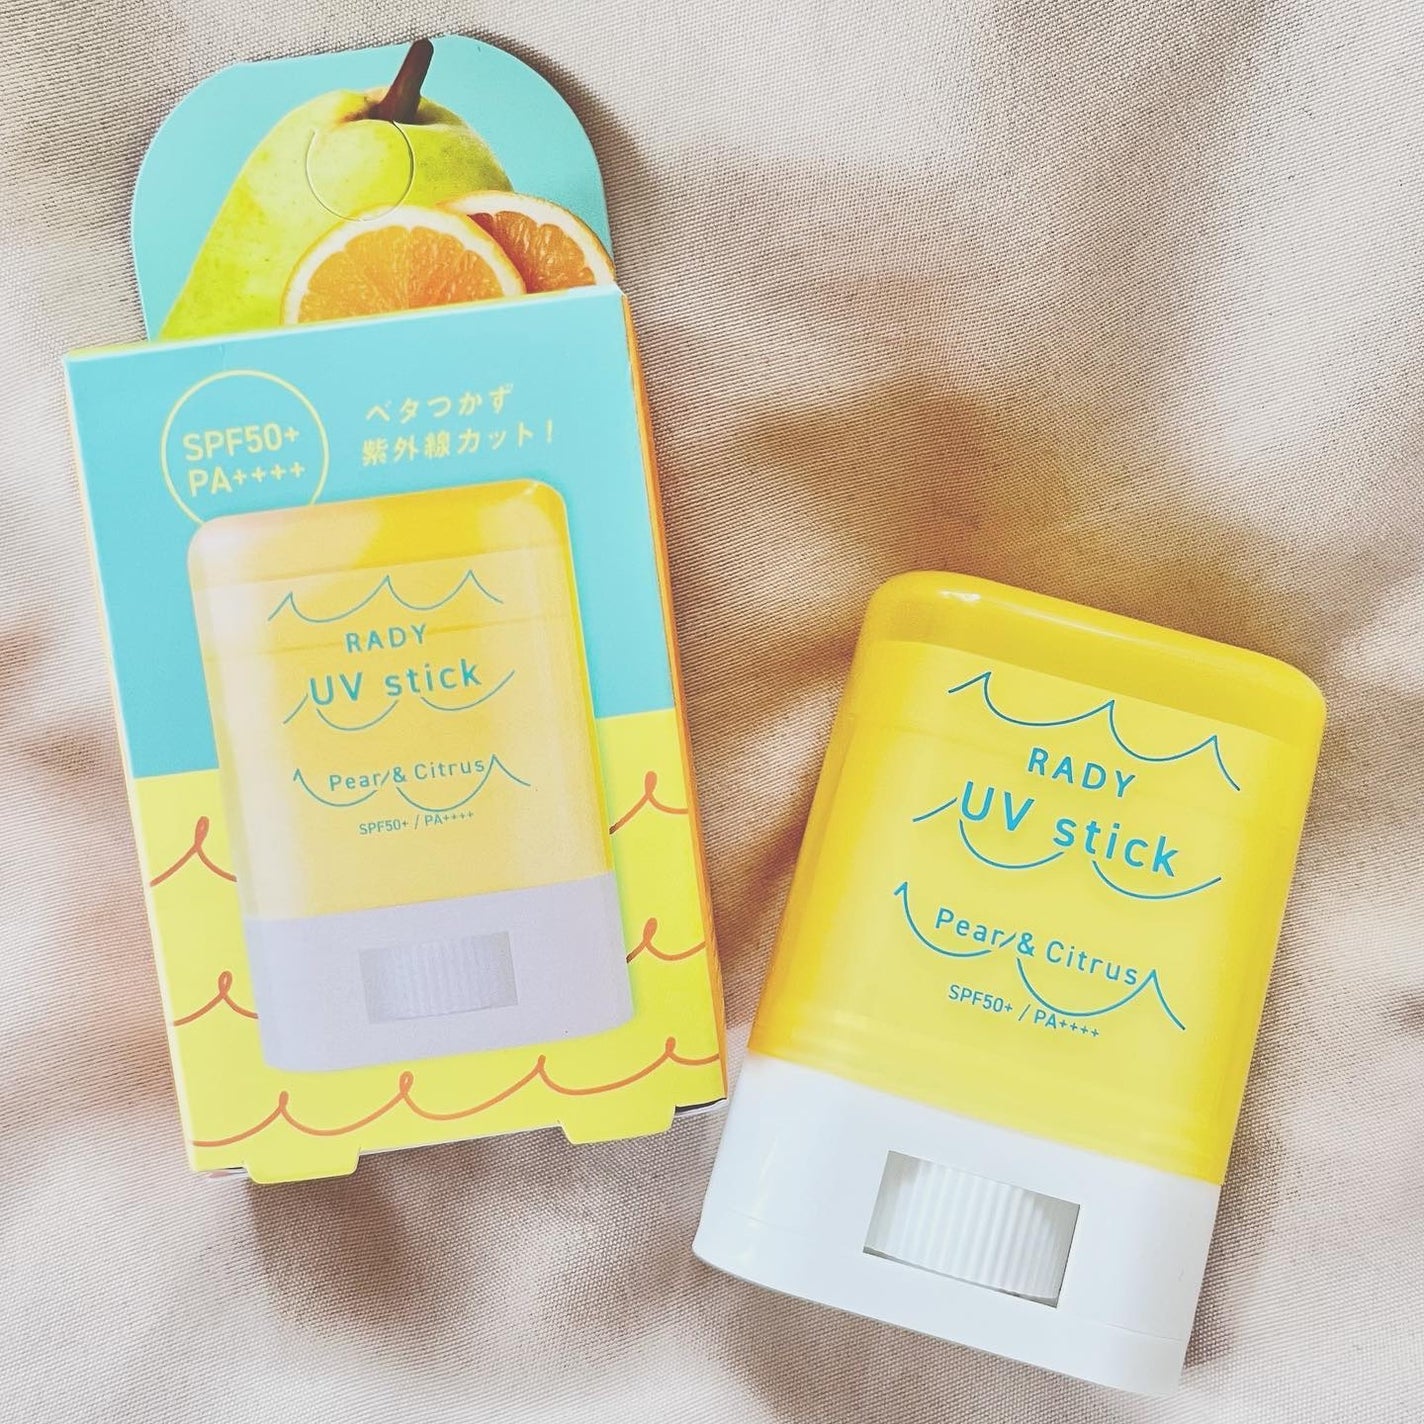 SPF50+
PA++++
ベタつかず
紫外線カット!
RADY
UV stick
Pear & Citrus
SPF50+ / PA++++
RADY
UV stick
Pear & Citrus
SPF50+ / PA++++